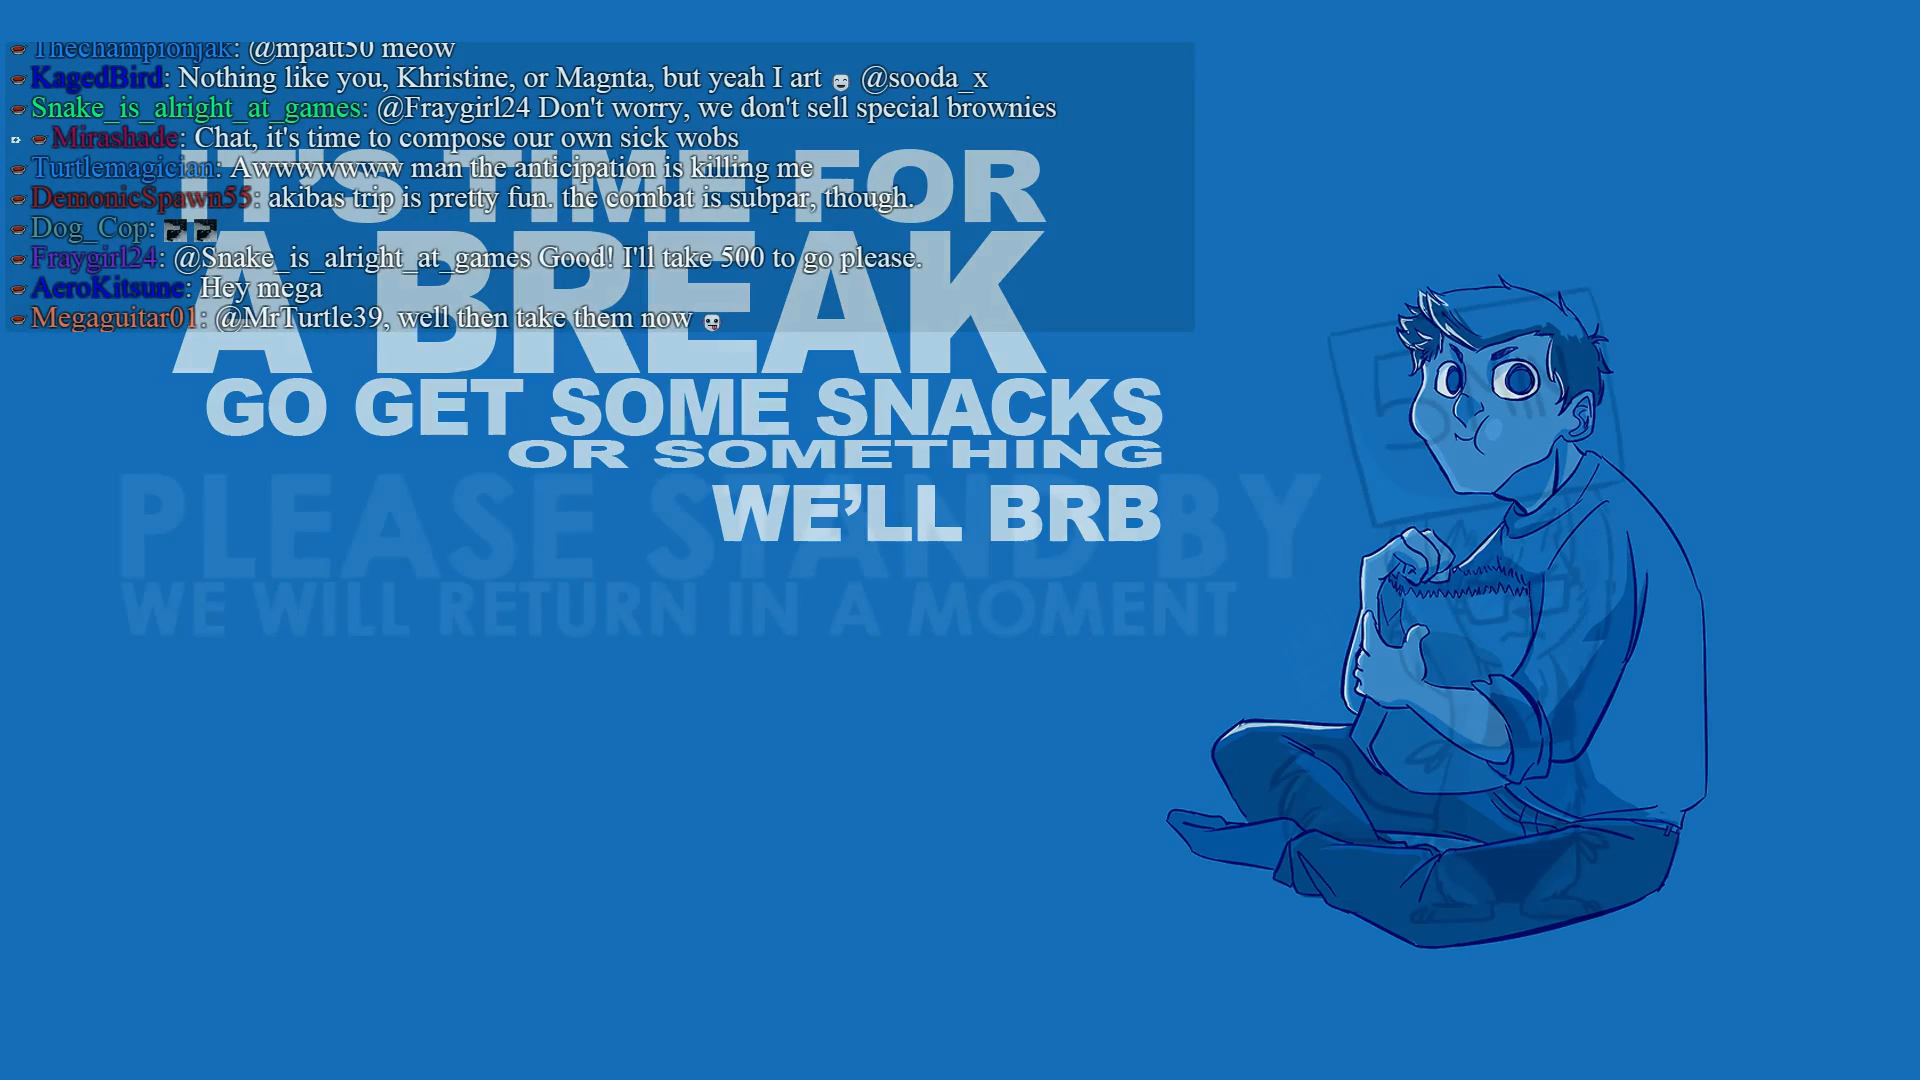 Thechampionjak: @mpatt50 meow
KagedBird: Nothing like you, Khristine, or Magnta, but yeah I art @sooda_x
Snake_is_alright_at_games: @Fraygirl24 Don't worry, we don't sell special brownies
Mirashade: Chat, it's time to compose our own sick wobs
Turtlemagician: Awwwwwww man the anticipation is killing me
DemonicSpawn55: akibas trip is pretty fun. the combat is subpar, though.
Dog_Cop:
Fraygirl24: @Snake_is_alright_at_games Good! I'll take 500 to go please.
AeroKitsune: Hey mega
Megaguitar01: @MrTurtle39, well then take them now
IT'S TIME FOR
A BREAK
GO GET SOME SNACKS
OR SOMETHING
WE'LL BRB
PLEASE STAND BY
WE WILL RETURN IN A MOMENT
5